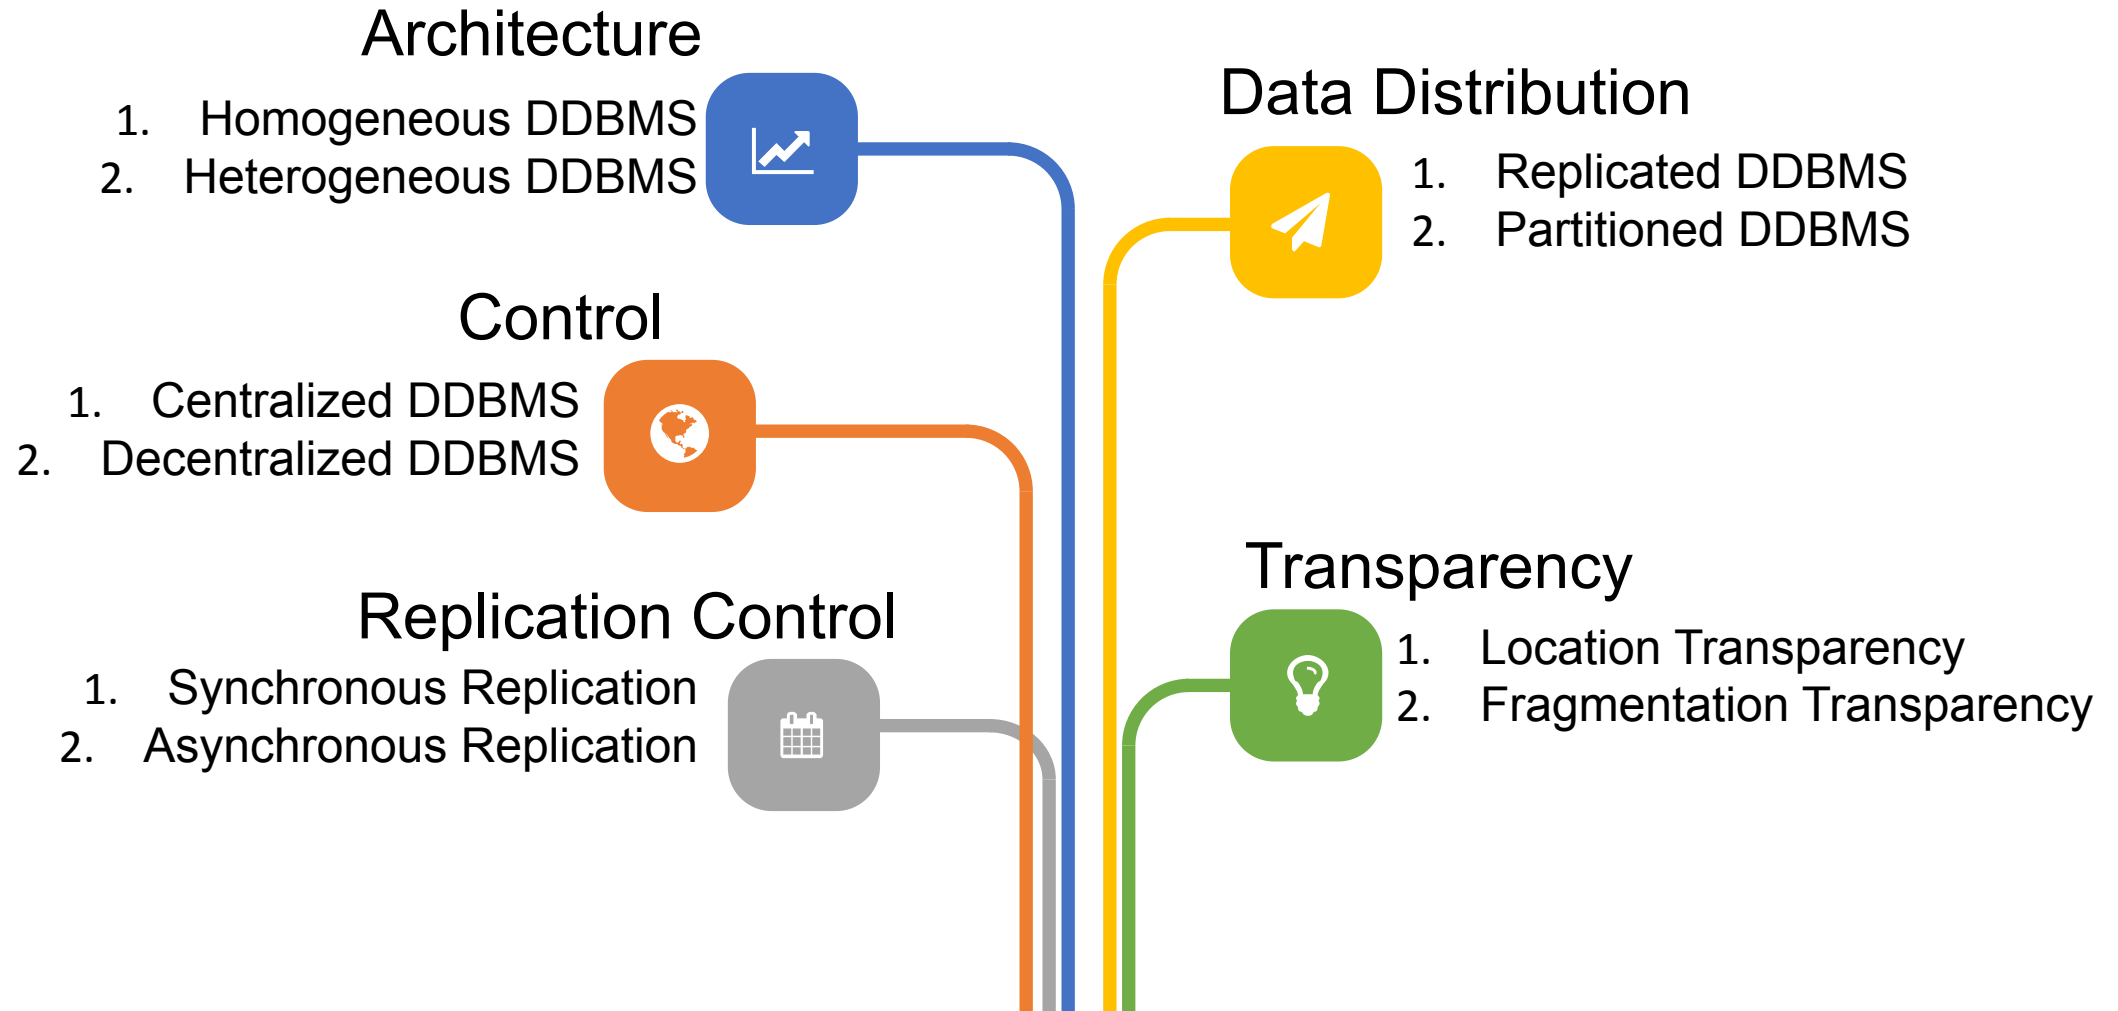 Architecture
1. Homogeneous DDBMS
2. Heterogeneous DDBMS
Control
1. Centralized DDBMS
2. Decentralized DDBMS
Replication Control
1. Synchronous Replication
2. Asynchronous Replication
Data Distribution
1. Replicated DDBMS
2. Partitioned DDBMS
Transparency
1. Location Transparency
2. Fragmentation Transparency